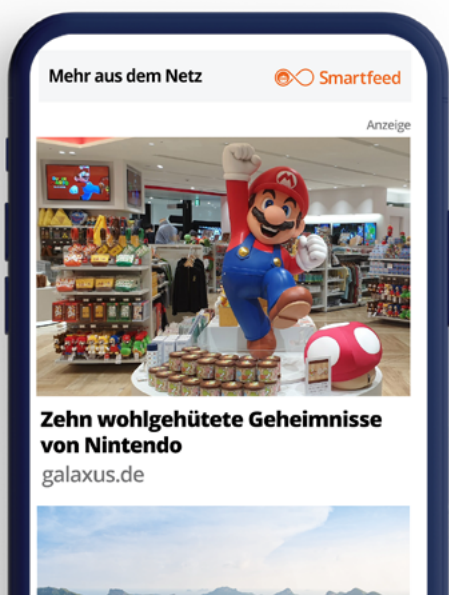 Mehr aus dem Netz
Smartfeed
Anzeige
Zehn wohlgehütete Geheimnisse
von Nintendo
galaxus.de